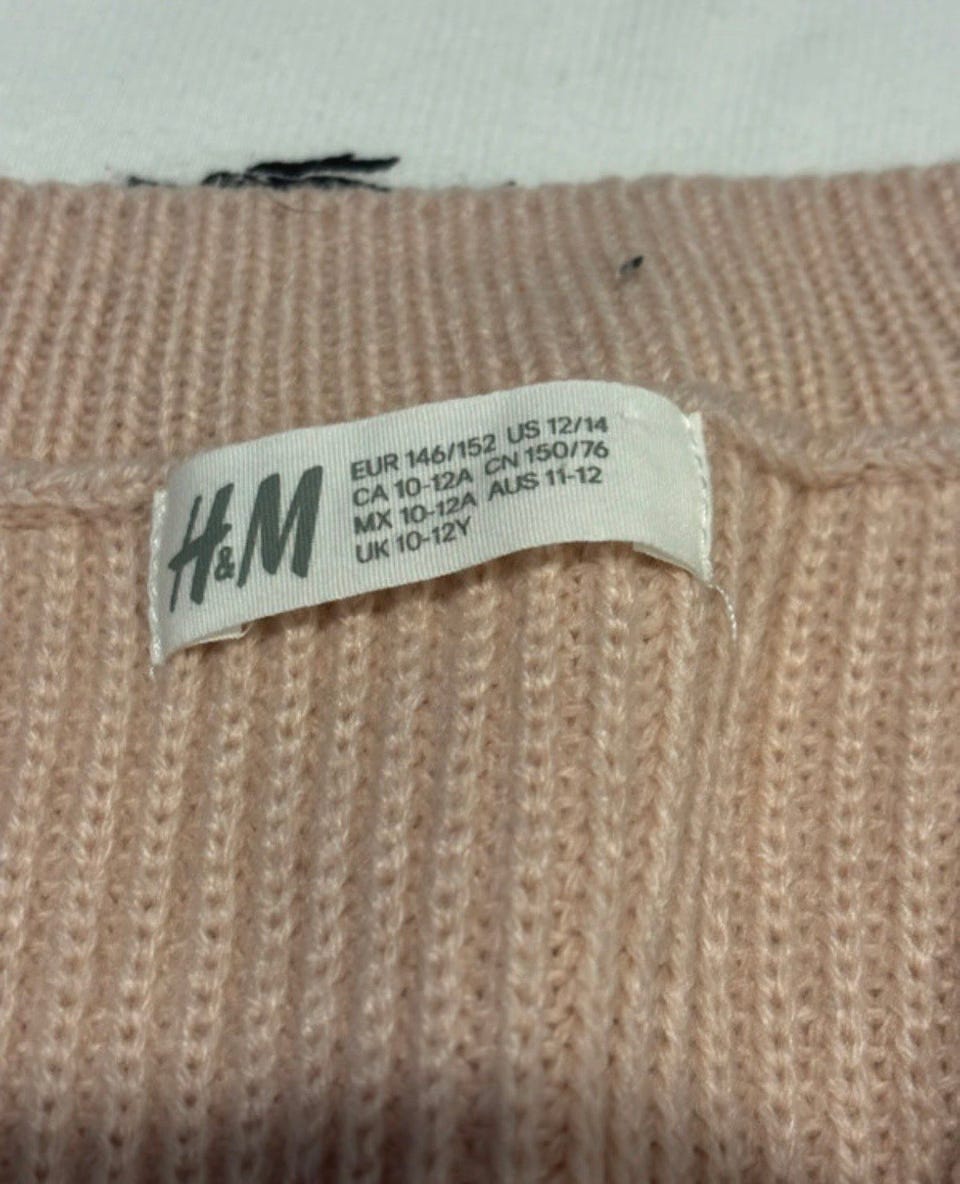 H&M
EUR 146/152 US 12/14
CA 10-12A CN 150/76
MX 10-12A AUS 11-12
UK 10-12Y